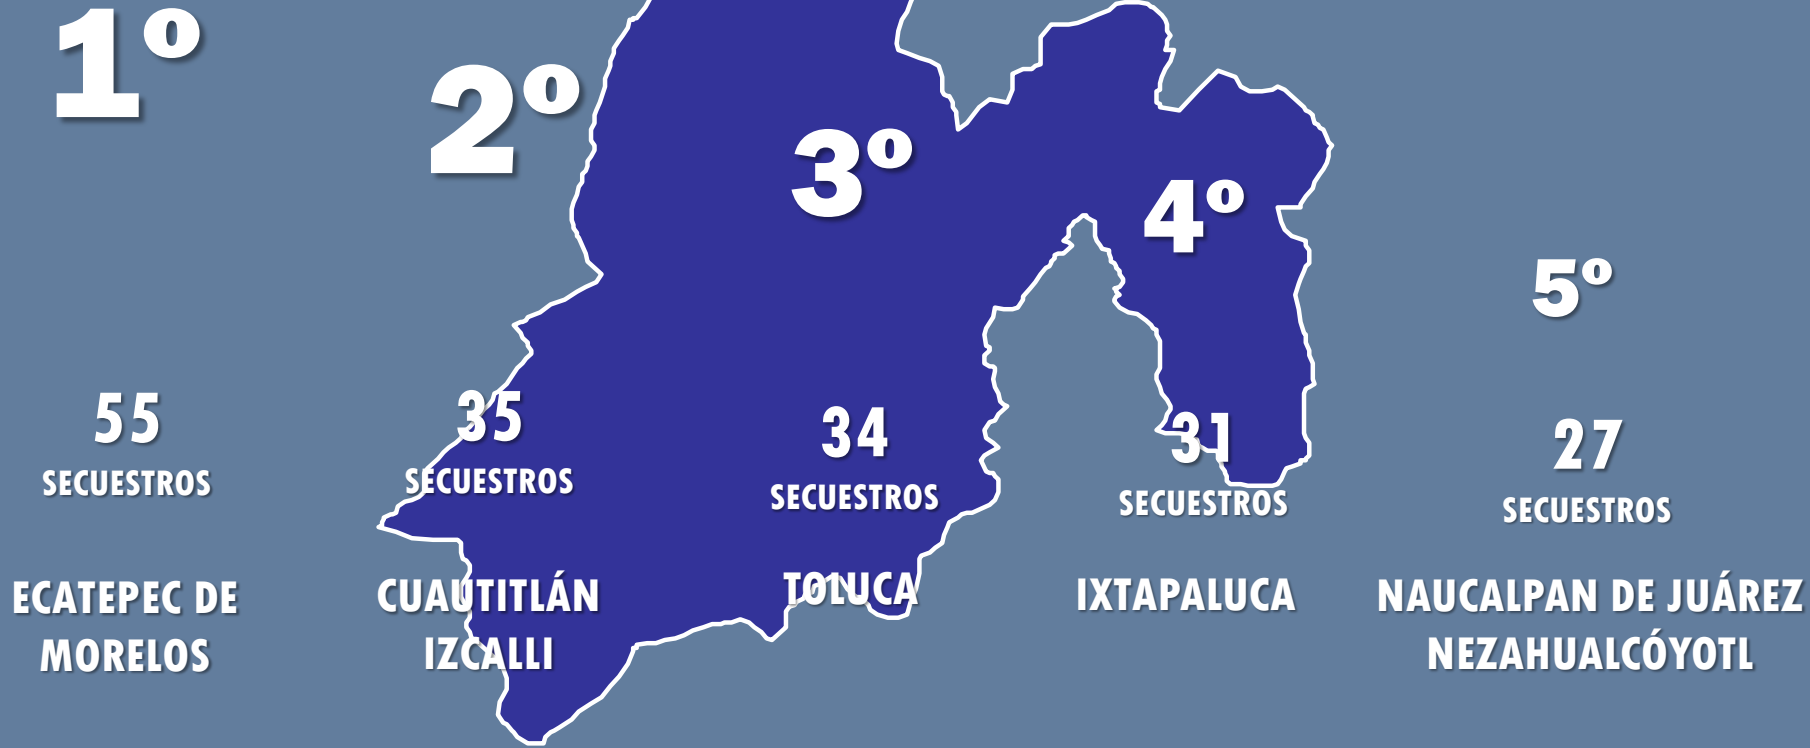 1º
55
SECUESTROS
ECATEPEC DE
MORELOS
2º
35
SECUESTROS
CUAUTITLÁN
IZCALLI
3º
34
SECUESTROS
TOLUCA
4º
31
SECUESTROS
IXTAPALUCA
5º
27
SECUESTROS
NAUCALPAN DE JUÁREZ
NEZAHUALCÓYOTL